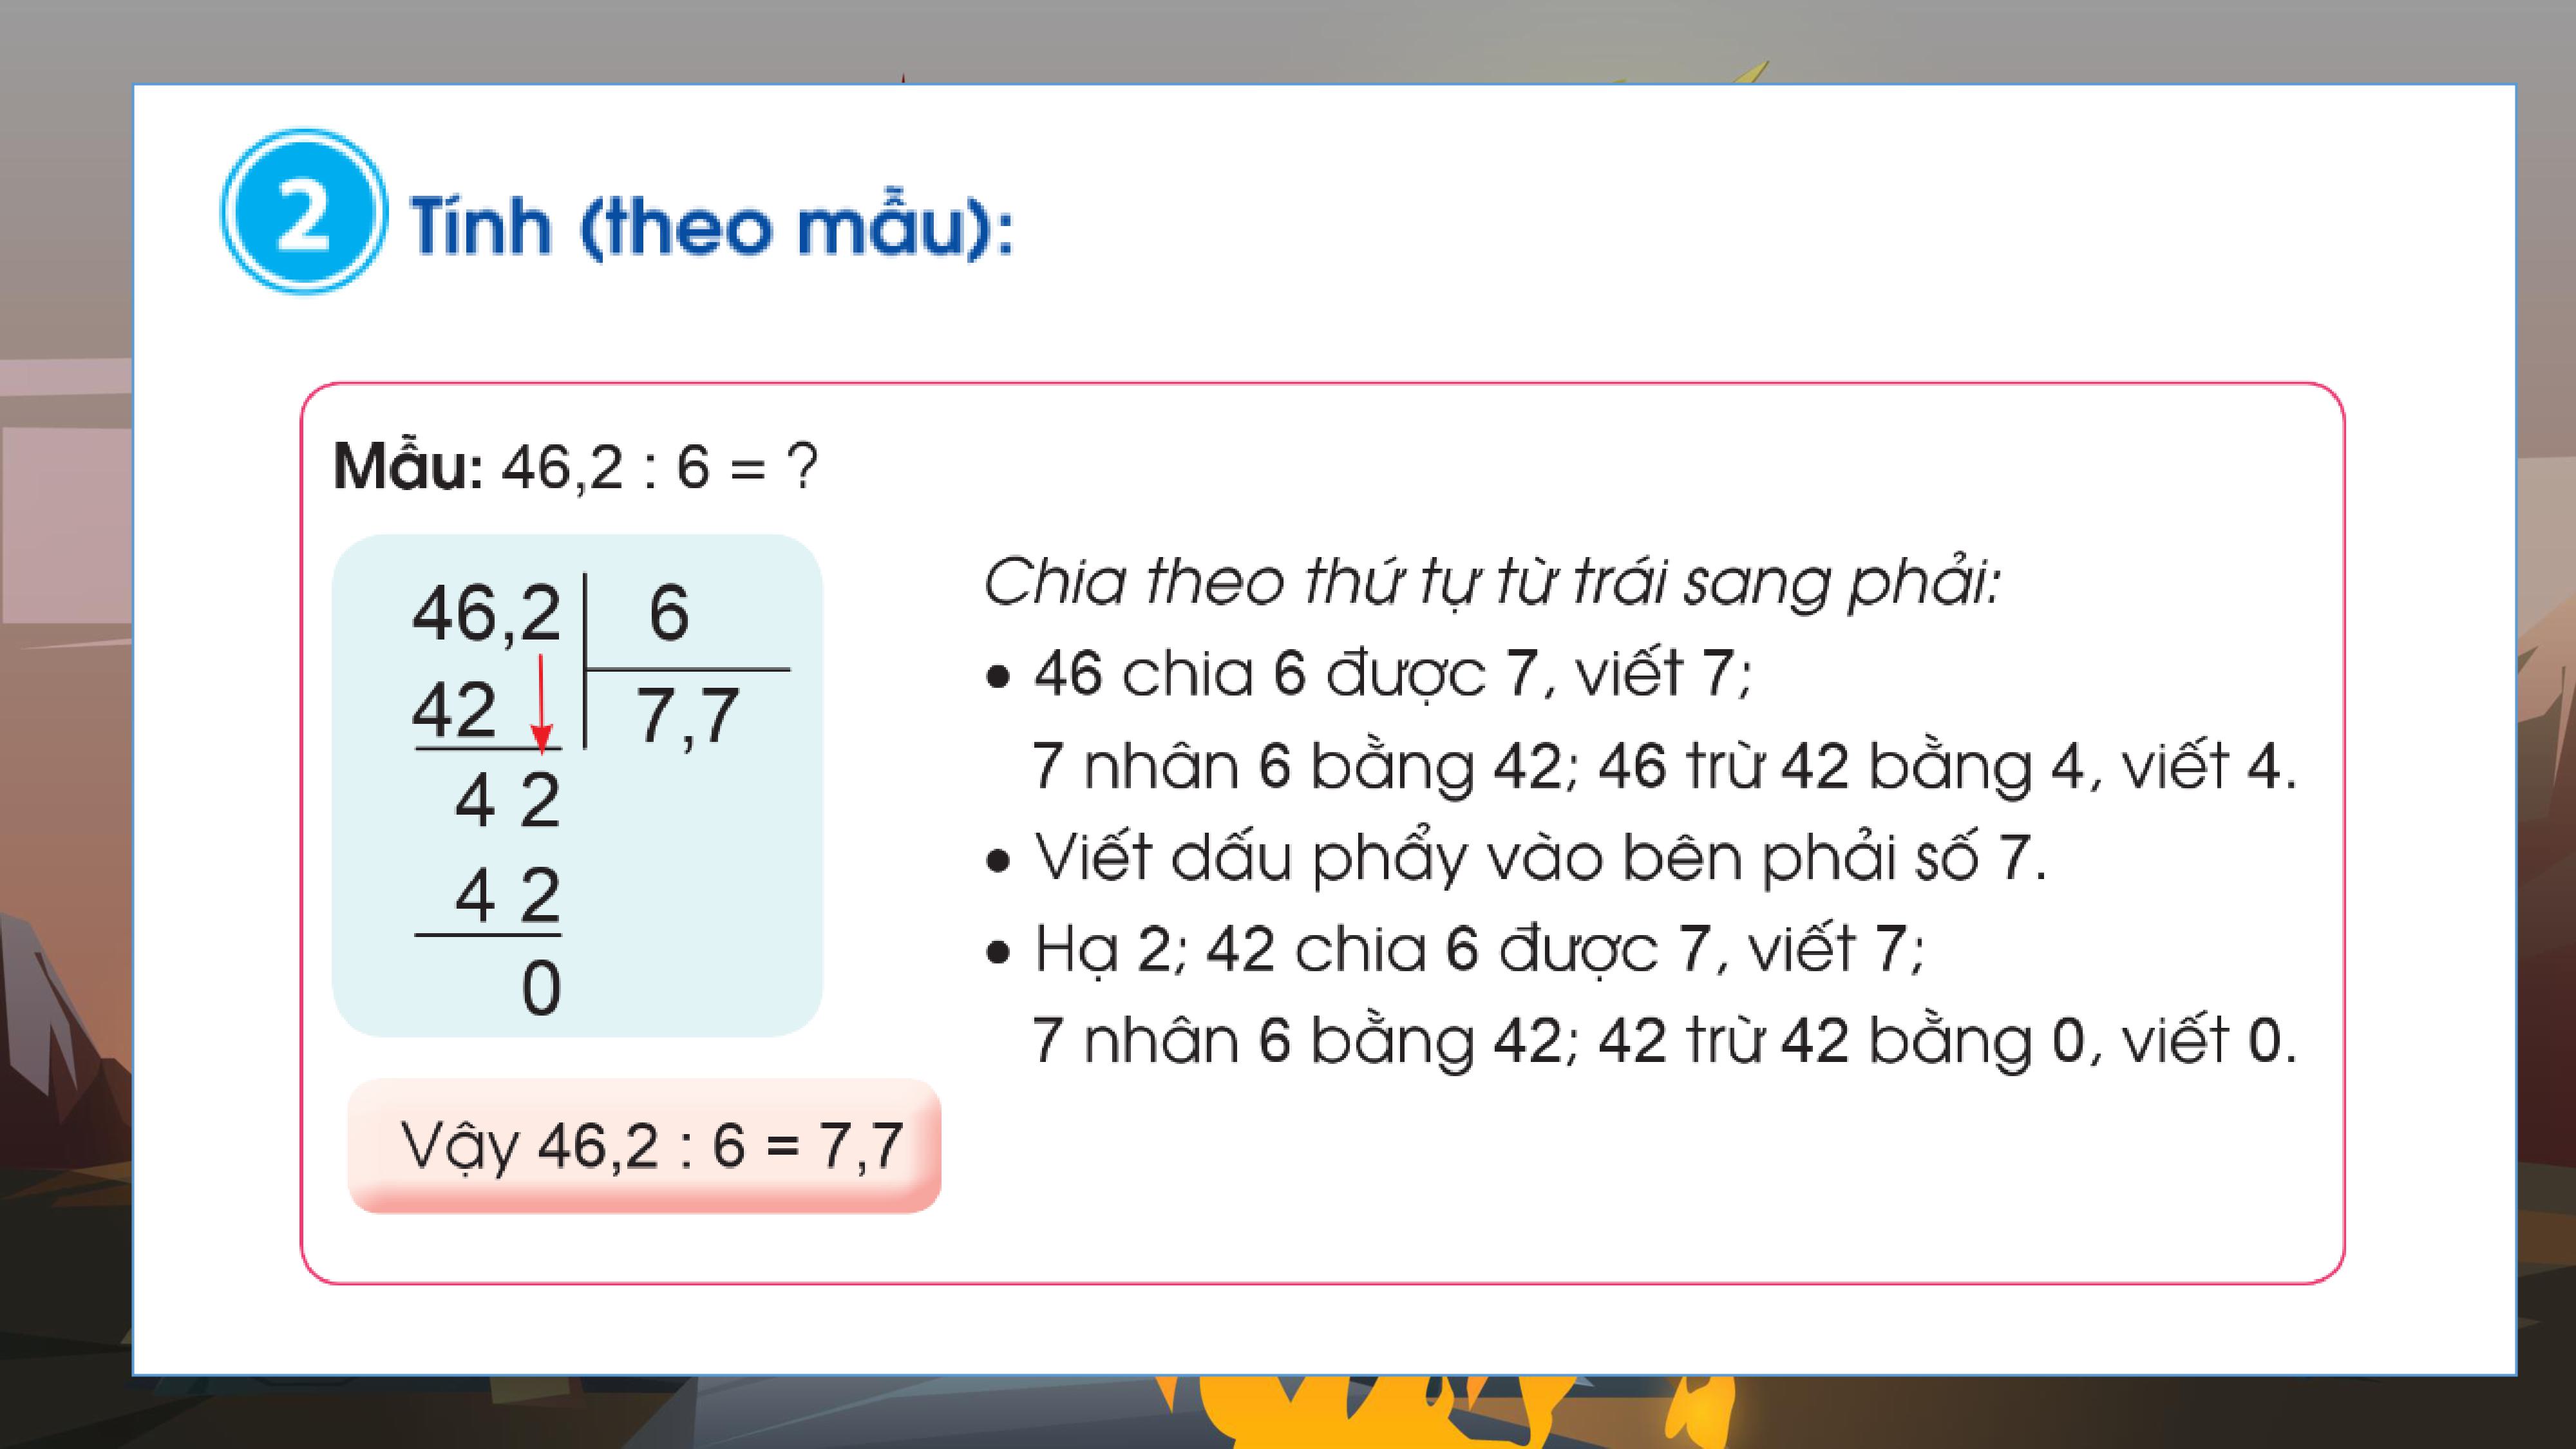 2 Tính (theo mẫu):
Mẫu: 46,2 : 6 = ?
46,2 6
42 7,7
4 2
4 2
0
Vậy 46,2 : 6 = 7,7
Chia theo thứ tự từ trái sang phải:
• 46 chia 6 được 7, viết 7;
7 nhân 6 bằng 42; 46 trừ 42 bằng 4, viết 4.
• Viết dấu phẩy vào bên phải số 7.
• Hạ 2; 42 chia 6 được 7, viết 7;
7 nhân 6 bằng 42; 42 trừ 42 bằng 0, viết 0.